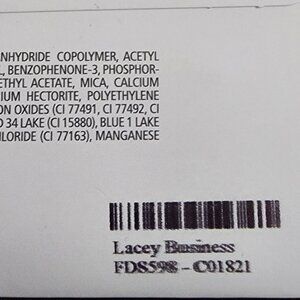 ANHYDRIDE COPOLYMER, ACETYL
, BENZOPHENONE-3, PHOSPHOR-
ETHYL ACETATE, MICA, CALCIUM
IUM HECTORITE, POLYETHYLENE
ON OXIDES (CI 77491, CI 77492, CI
34 LAKE (CI 15880), BLUE 1 LAKE
LORIDE (CI 77163), MANGANESE
Lacey Business
FDS598 - C01821